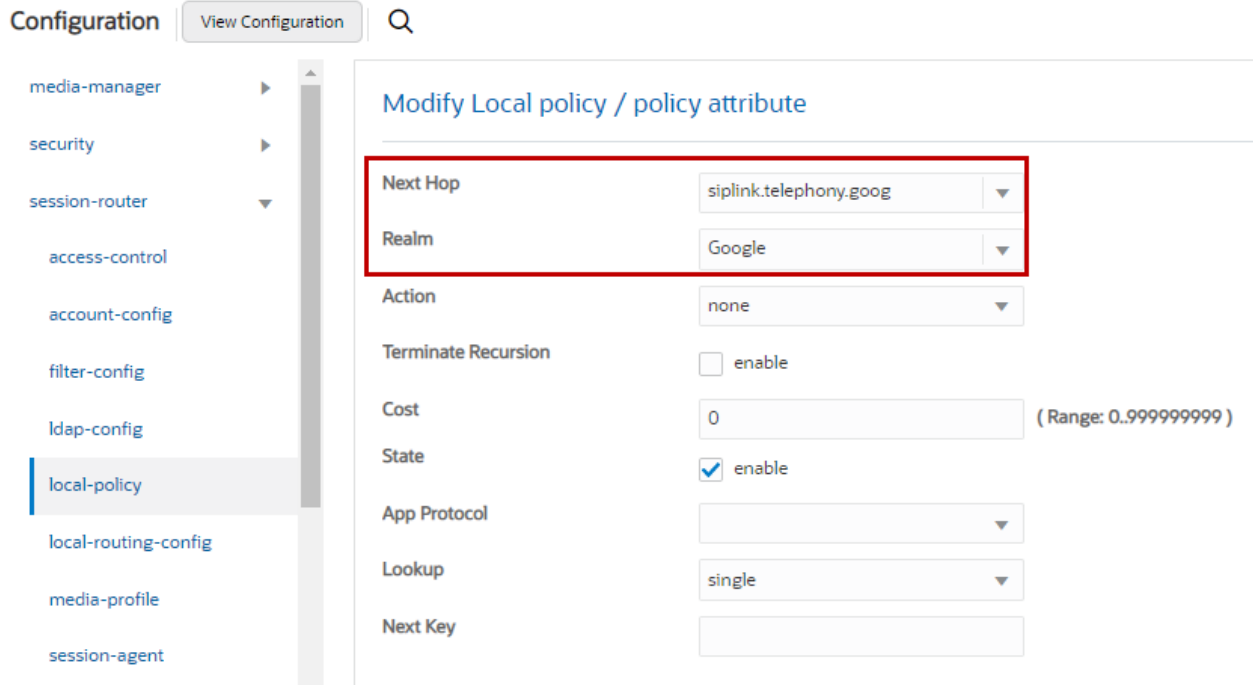 Configuration
View Configuration
media-manager
security
session-router
access-control
account-config
filter-config
ldap-config
local-policy
local-routing-config
media-profile
session-agent
Modify Local policy / policy attribute
Next Hop
siplink.telephony.goog
Realm
Google
Action
none
Terminate Recursion
enable
Cost
0
( Range: 0..999999999 )
State
enable
App Protocol
Lookup
single
Next Key